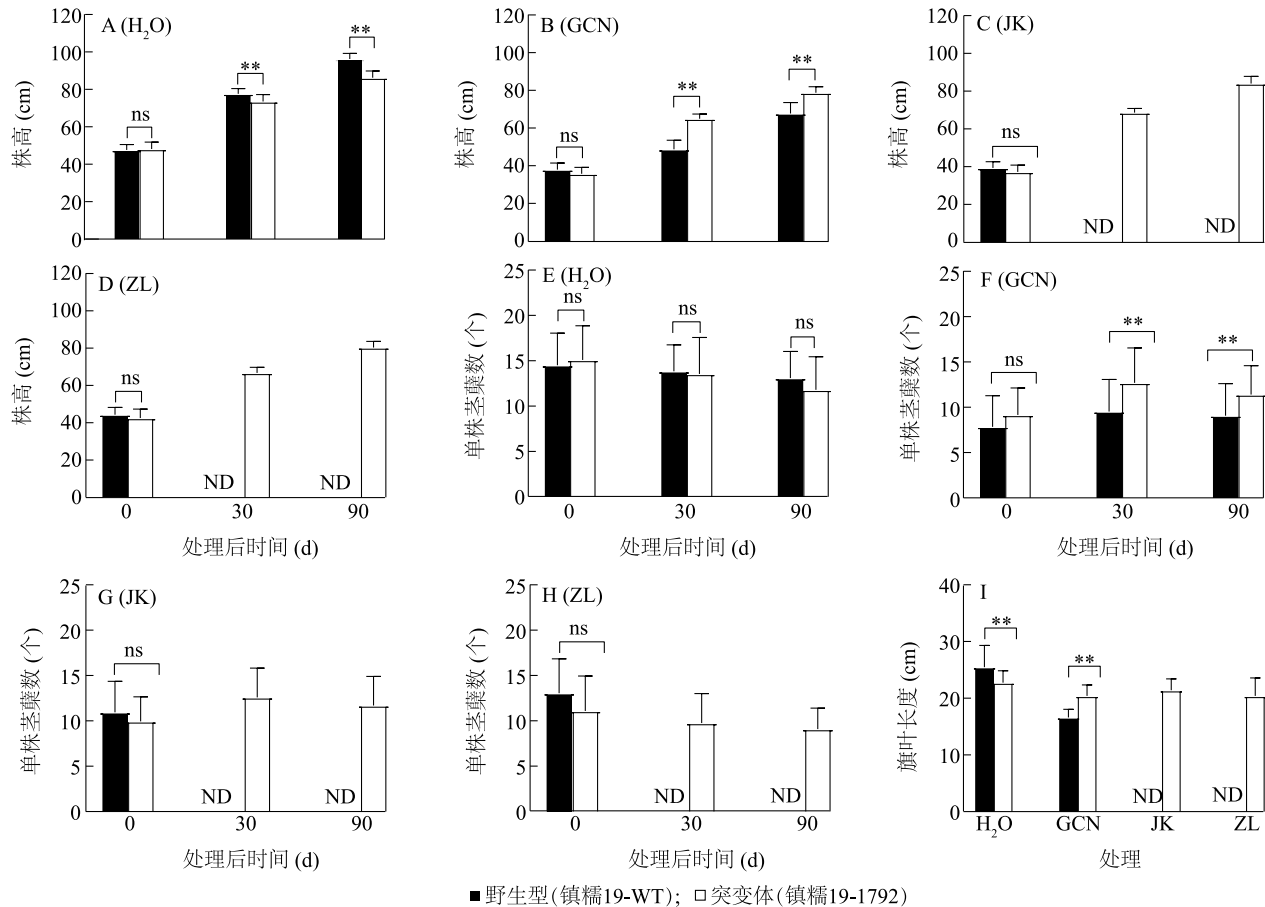 A (H₂O)
株高 (cm)
120
100
80
60
40
20
0
ns
**
**
B (GCN)
株高 (cm)
120
100
80
60
40
20
0
ns
**
**
C (JK)
株高 (cm)
120
100
80
60
40
20
0
ns
ND
ND
D (ZL)
株高 (cm)
120
100
80
60
40
20
0
ns
ND
ND
0
30
90
处理后时间 (d)
E (H₂O)
单株茎蘖数 (个)
25
20
15
10
5
0
ns
ns
ns
0
30
90
处理后时间 (d)
F (GCN)
单株茎蘖数 (个)
25
20
15
10
5
0
ns
**
**
0
30
90
处理后时间 (d)
G (JK)
单株茎蘖数 (个)
25
20
15
10
5
0
ns
ND
ND
0
30
90
处理后时间 (d)
H (ZL)
单株茎蘖数 (个)
25
20
15
10
5
0
ns
ND
ND
0
30
90
处理后时间 (d)
I
旗叶长度 (cm)
40
30
20
10
0
**
**
ND
ND
H₂O
GCN
JK
ZL
处理
■野生型(镇糯19-WT); □突变体(镇糯19-1792)